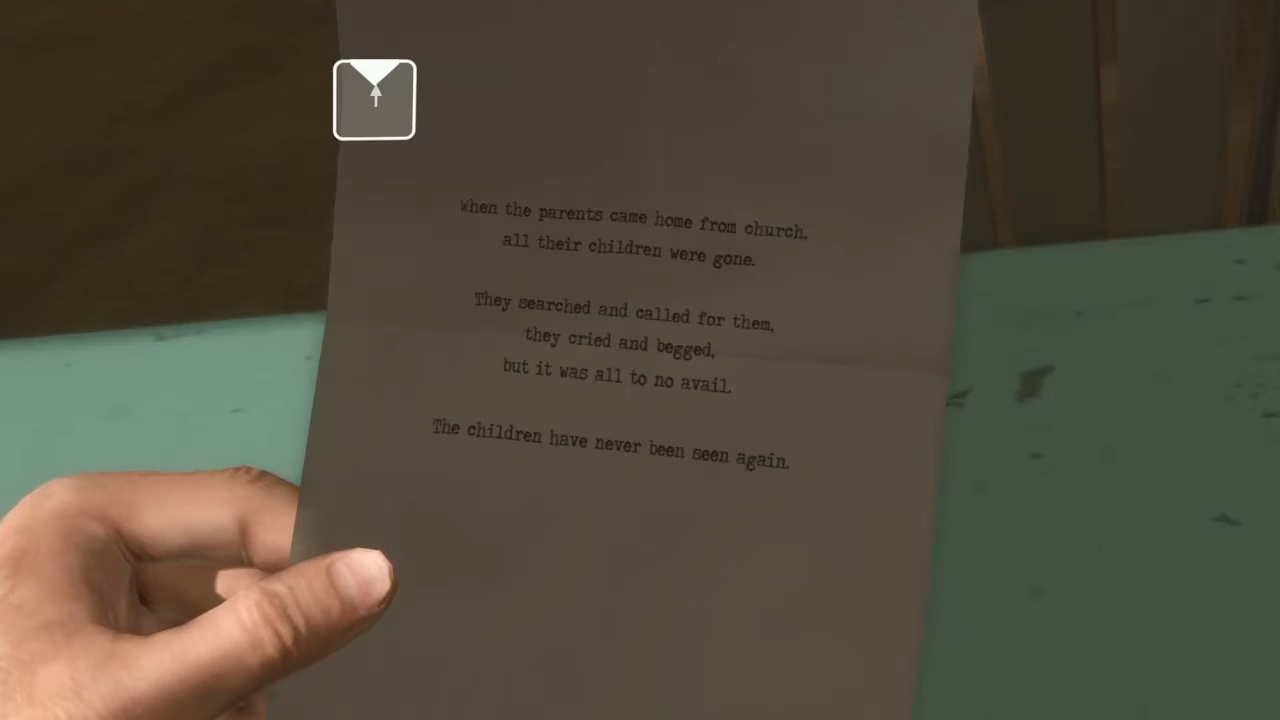 When the parents came home from church.
all their children were gone.
They searched and called for them,
they cried and begged,
but it was all to no avail.
The children have never been seen again.